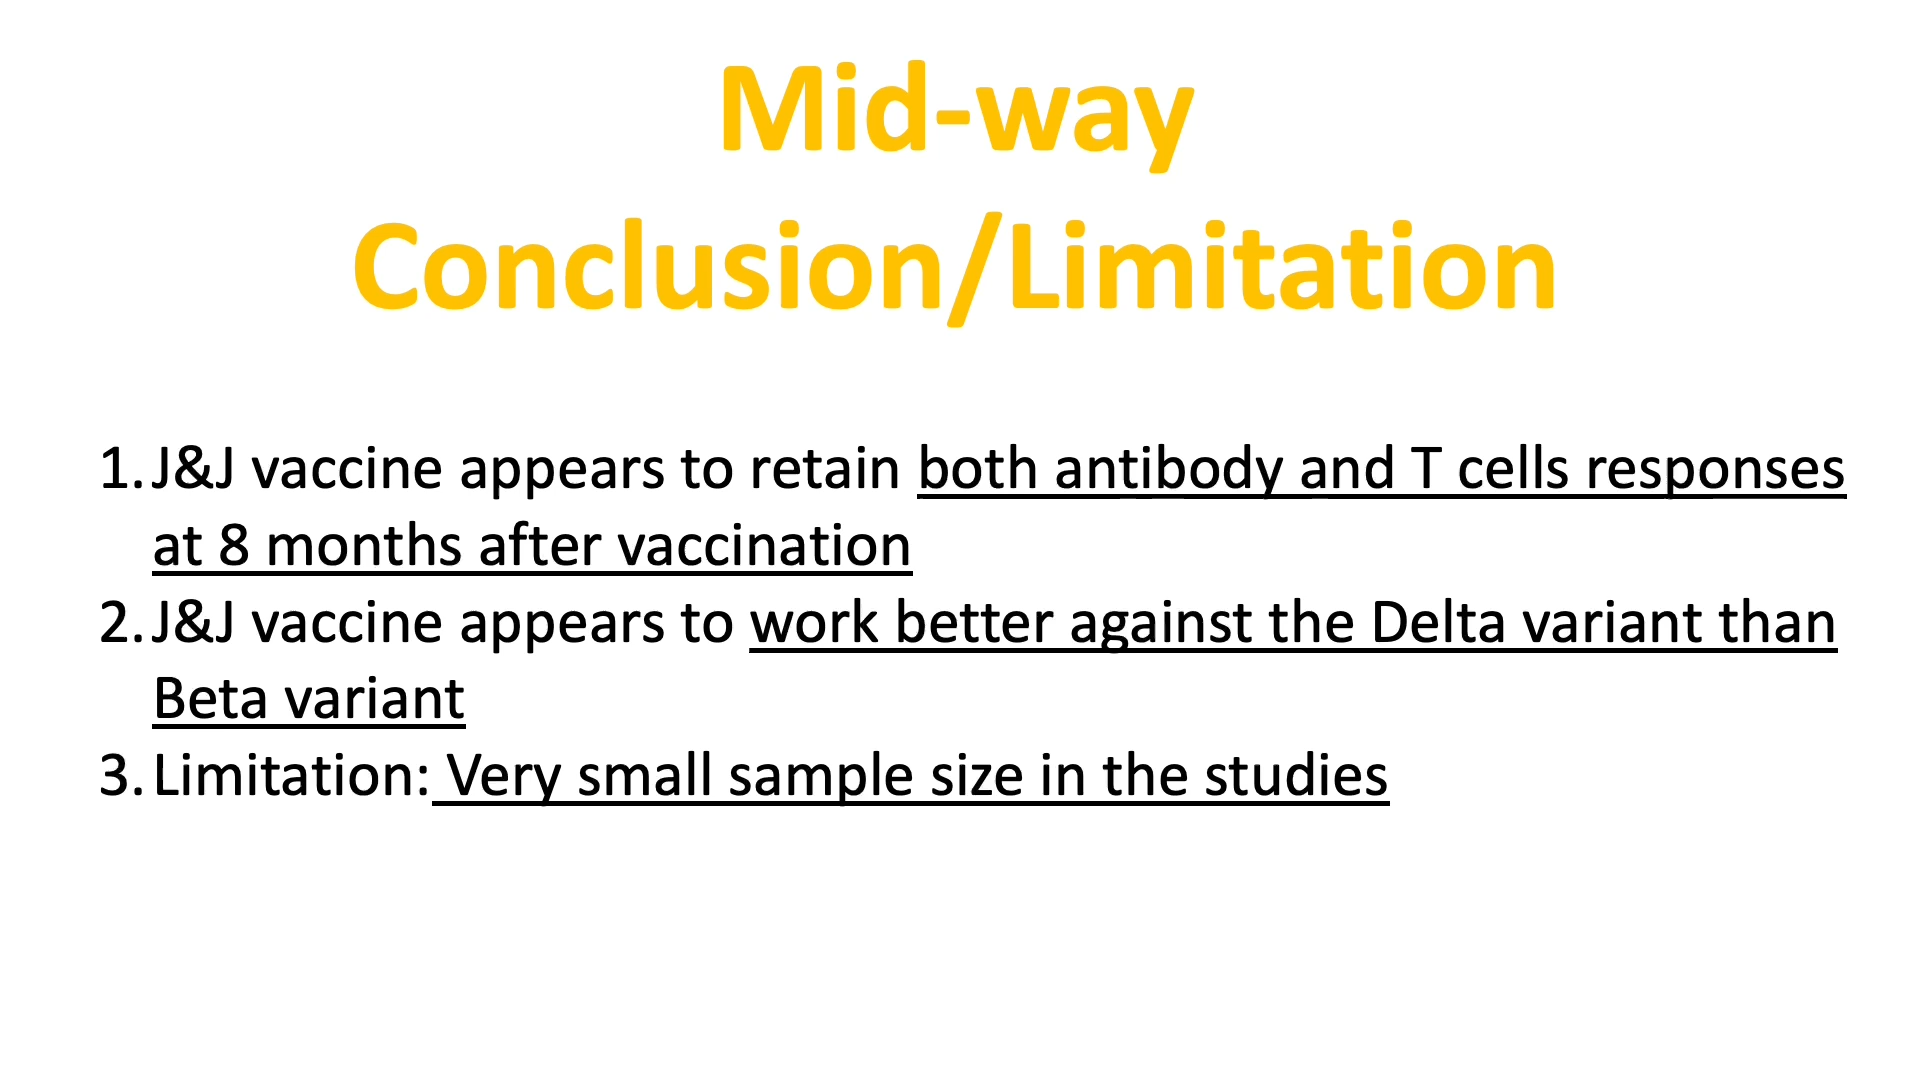 Mid-way
Conclusion/Limitation
1. J&J vaccine appears to retain both antibody and T cells responses
at 8 months after vaccination
2. J&J vaccine appears to work better against the Delta variant than
Beta variant
3. Limitation: Very small sample size in the studies